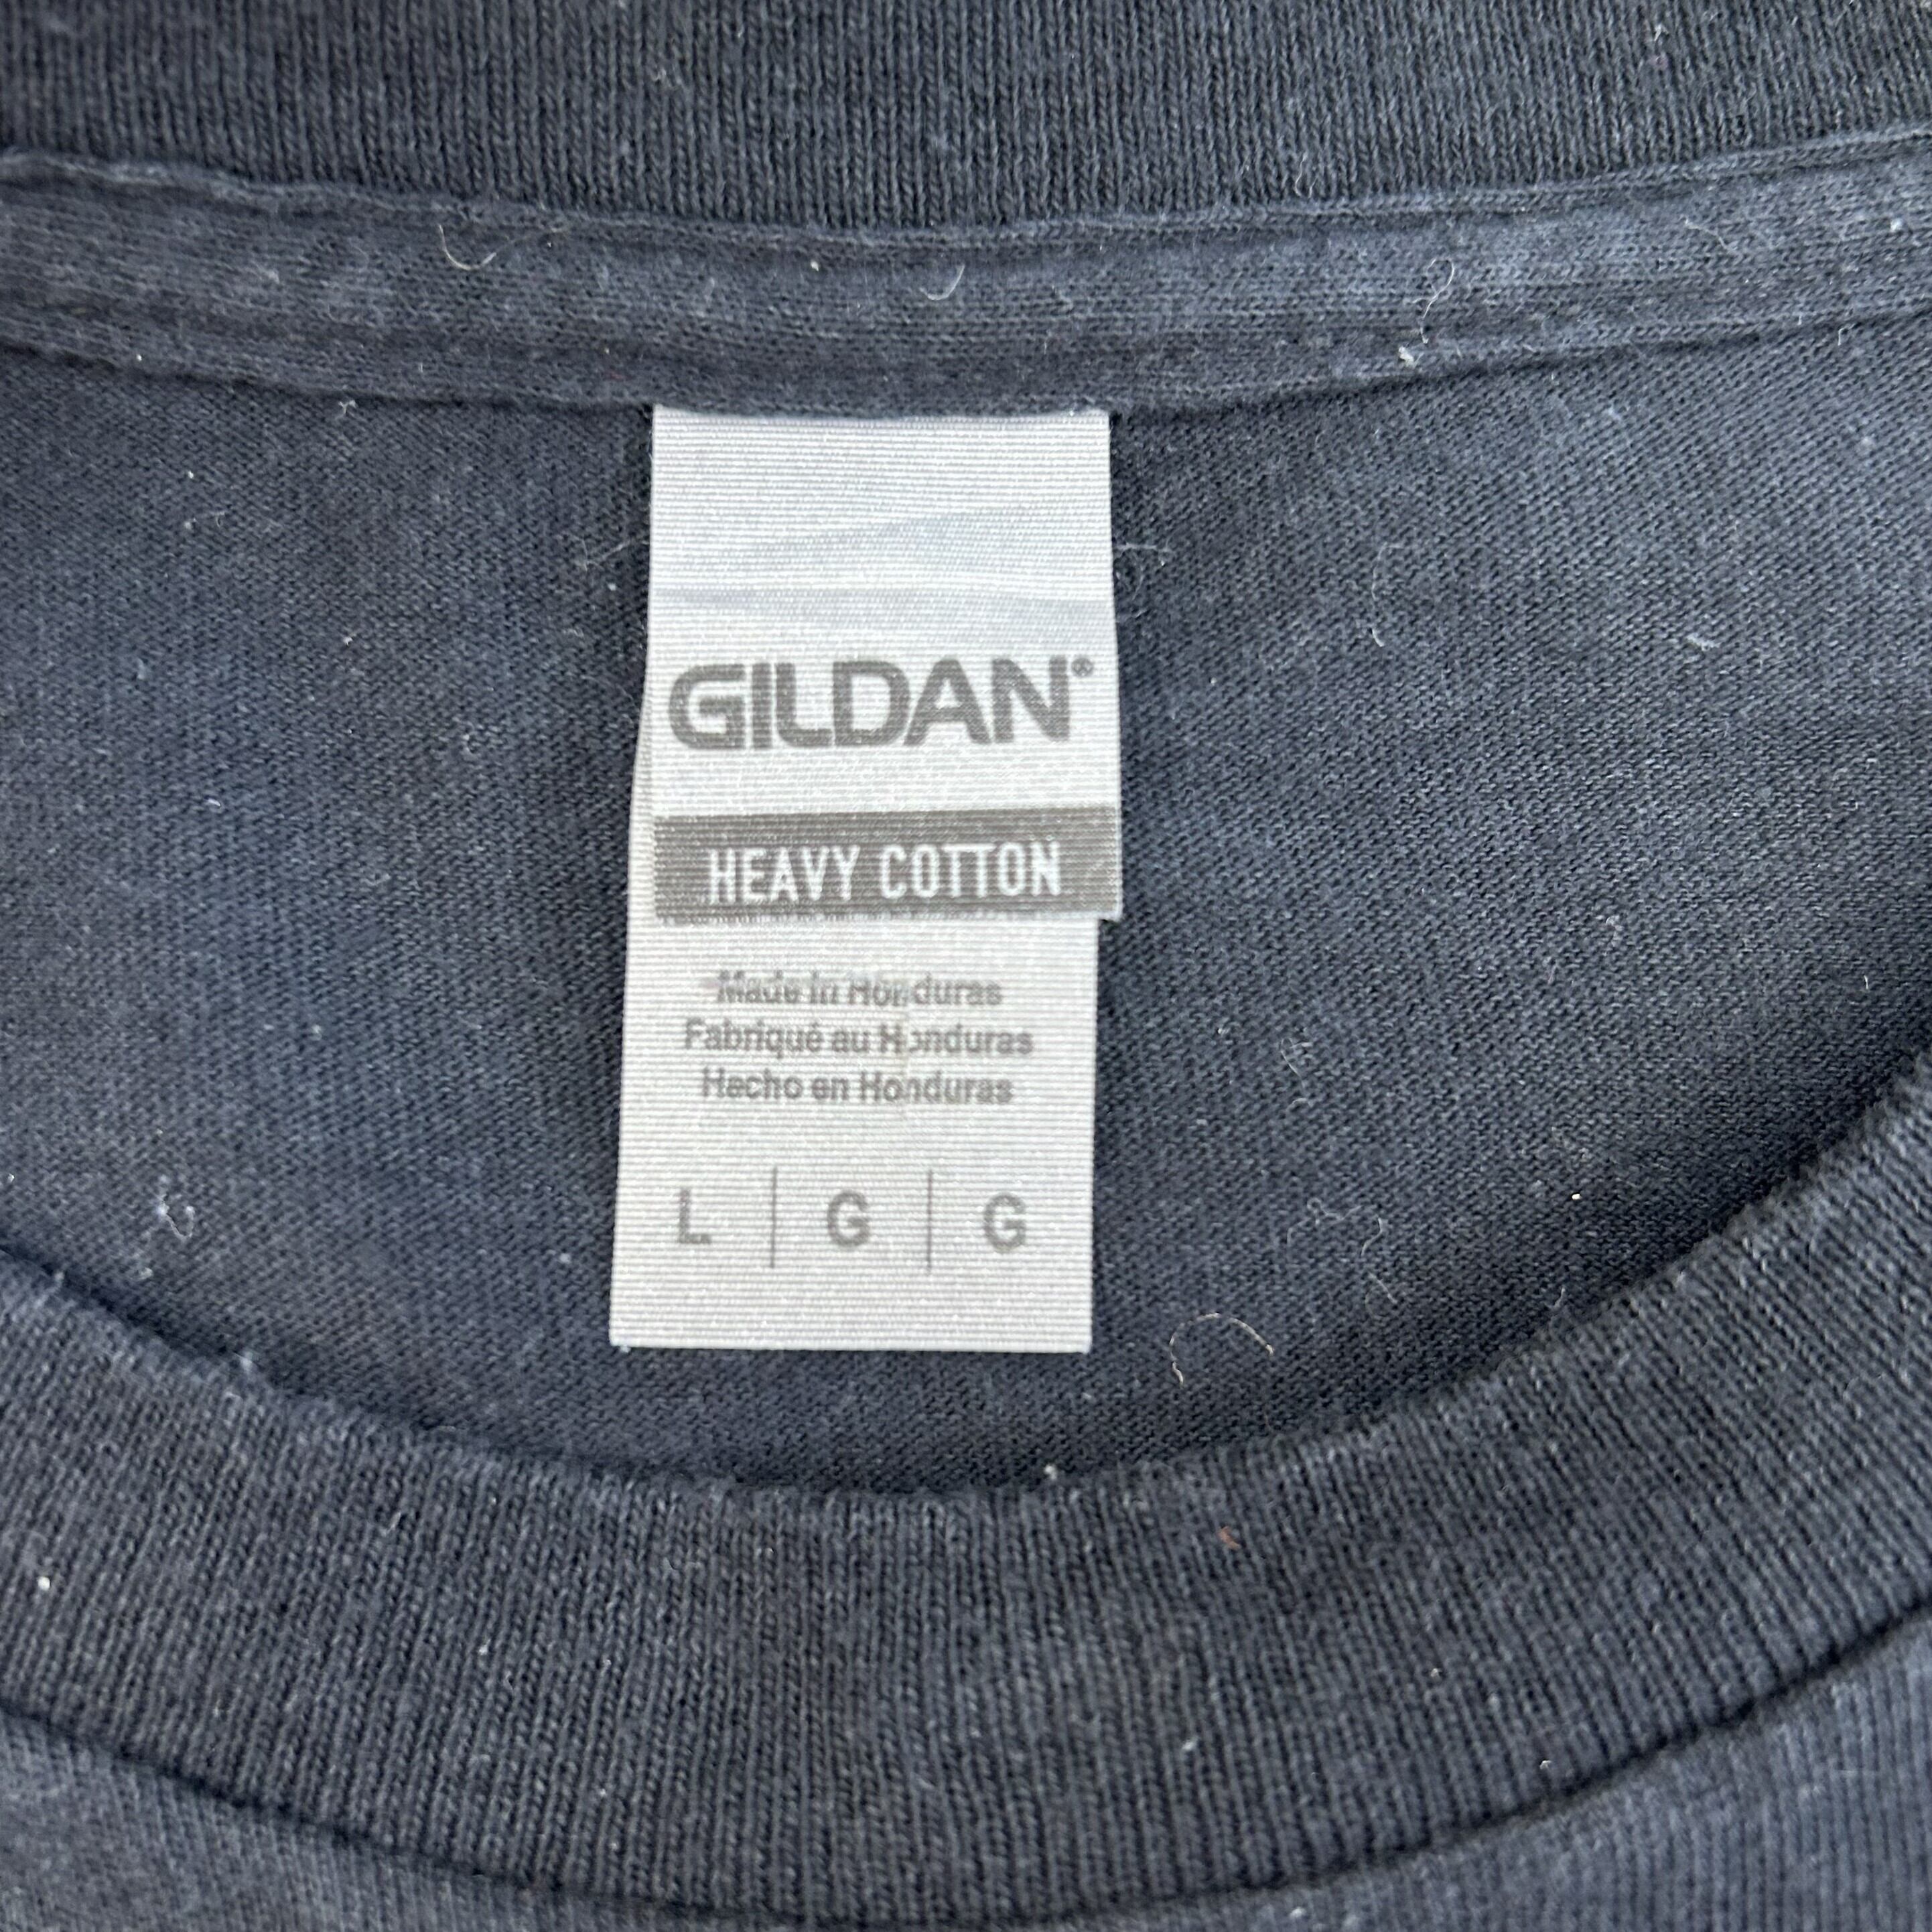 GILDAN®
HEAVY COTTON
Made in Honduras
Fabriqué au Honduras
Hecho en Honduras
L | G | G